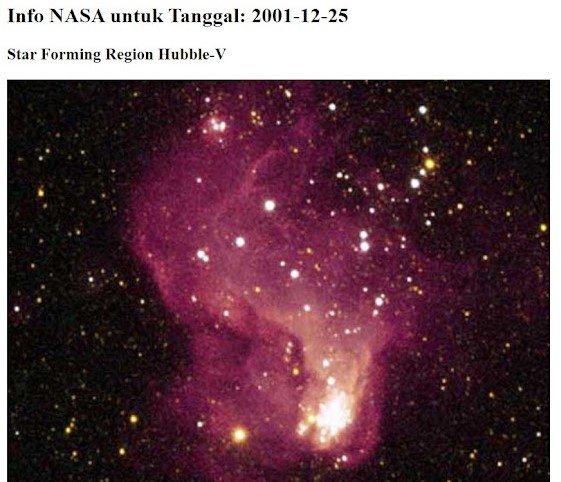 Info NASA untuk Tanggal: 2001-12-25
Star Forming Region Hubble-V